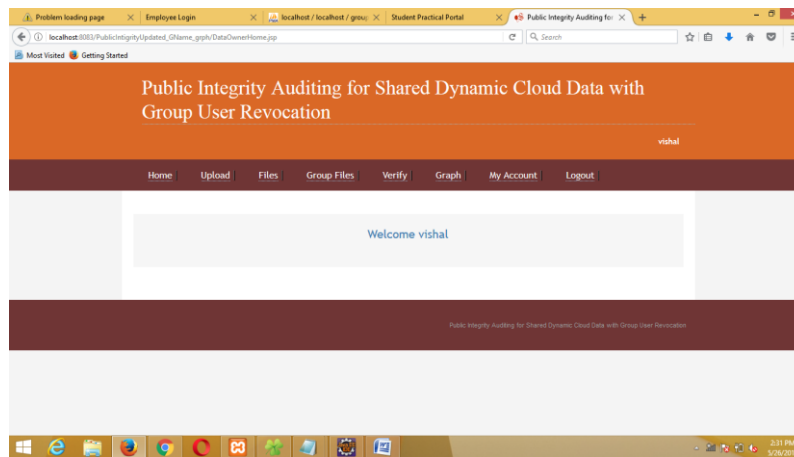 Problem loading page
Employee Login
localhost / localhost / group
Student Practical Portal
Public Integrity Auditing for
localhost:8083/PublicIntigrityUpdated_GName_grph/DataOwnerHome.jsp
Search
Most Visited
Getting Started
Public Integrity Auditing for Shared Dynamic Cloud Data with
Group User Revocation
vishal
Home
Upload
Files
Group Files
Verify
Graph
My Account
Logout
Welcome vishal
Public Integrity Auditing for Shared Dynamic Cloud Data with Group User Revocation
2:31 PM